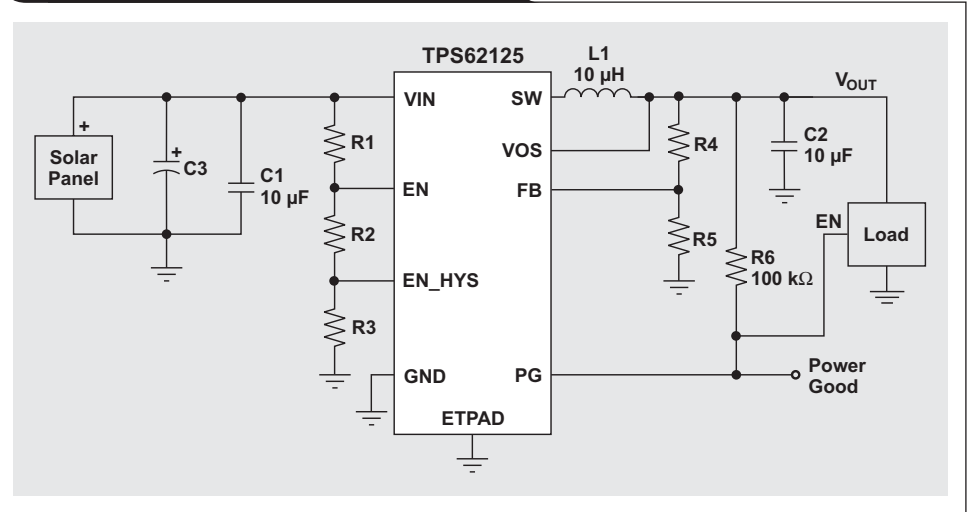 TPS62125
L1
10 µH
VOUT
VIN
SW
+
Solar
Panel
+
C3
C1
10 µF
R1
VOS
R4
C2
10 µF
EN
FB
R2
R5
EN
Load
R6
100 kΩ
EN_HYS
R3
GND
PG
Power
Good
ETPAD